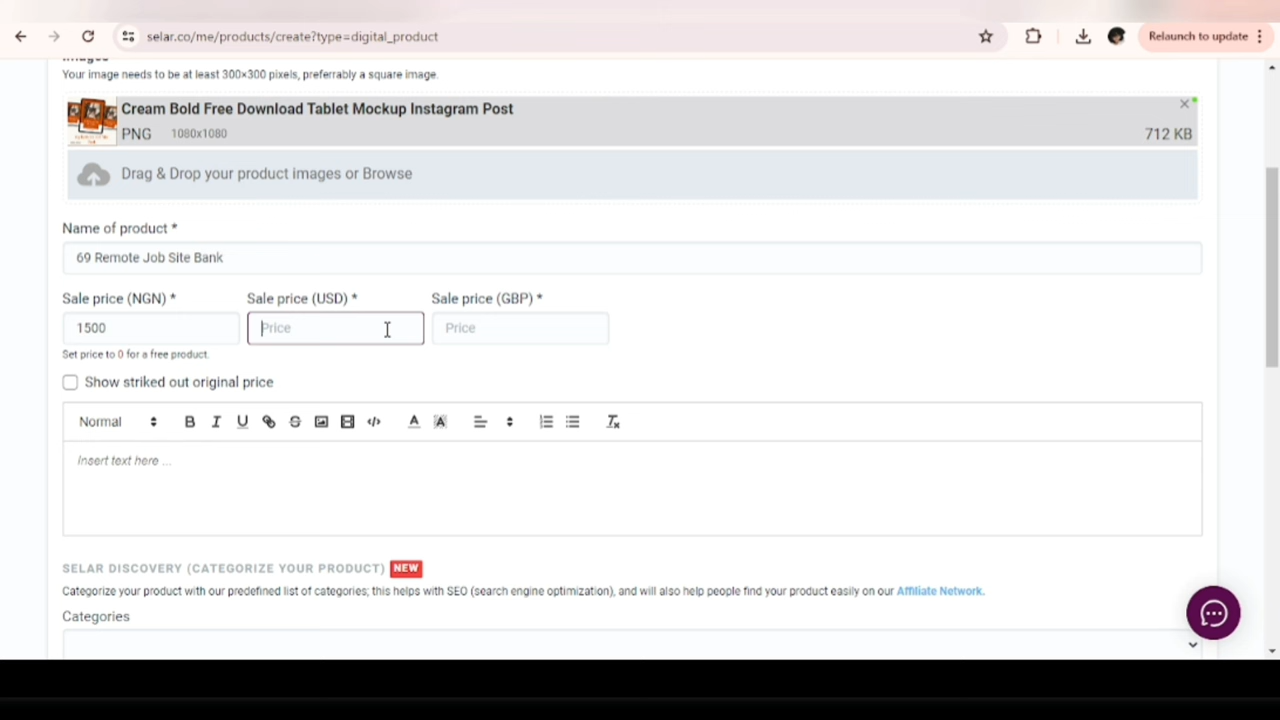 selar.co/me/products/create?type=digital_product
Relaunch to update
Images
Your image needs to be at least 300×300 pixels, preferrably a square image.
Cream Bold Free Download Tablet Mockup Instagram Post
PNG 1080x1080
712 KB
Drag & Drop your product images or Browse
Name of product *
69 Remote Job Site Bank
Sale price (NGN) * Sale price (USD) * Sale price (GBP) *
1500 Price Price
Set price to 0 for a free product.
Show striked out original price
Normal
Insert text here ...
SELAR DISCOVERY (CATEGORIZE YOUR PRODUCT) NEW
Categorize your product with our predefined list of categories; this helps with SEO (search engine optimization), and will also help people find your product easily on our Affiliate Network.
Categories